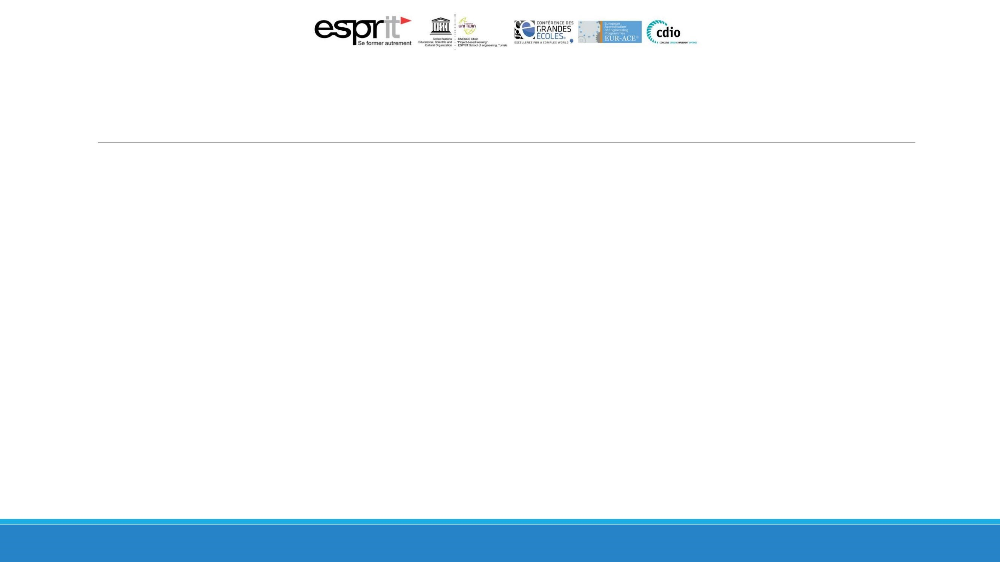 esprit
Se former autrement
UNESCO
United Nations
Educational, Scientific and
Cultural Organization
uni Twin
UNESCO Chair
"Project-based learning"
ESPRIT School of engineering, Tunisia
cge
CONFÉRENCE DES
GRANDES
ÉCOLES®
EXCELLENCE FOR A COMPLEX WORLD
European
Accreditation
of Engineering
Programmes
EUR-ACE®
cdio
CONCEIVE DESIGN IMPLEMENT OPERATE